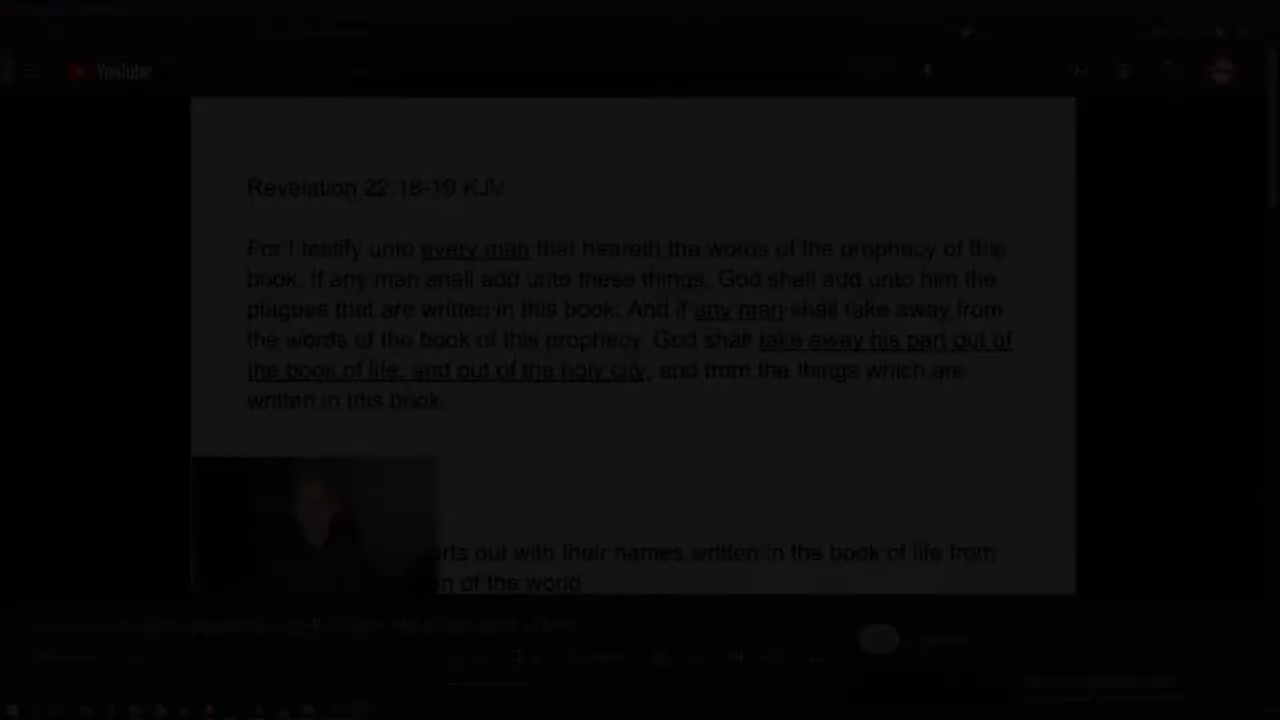 YouTube
Revelation 22:18-19 KJV
For I testify unto every man that heareth the words of the prophecy of this
book, If any man shall add unto these things, God shall add unto him the
plagues that are written in this book: And if any man shall take away from
the words of the book of this prophecy, God shall take away his part out of
the book of life, and out of the holy city, and from the things which are
written in this book.
rts out with their names written in the book of life from
n of the world